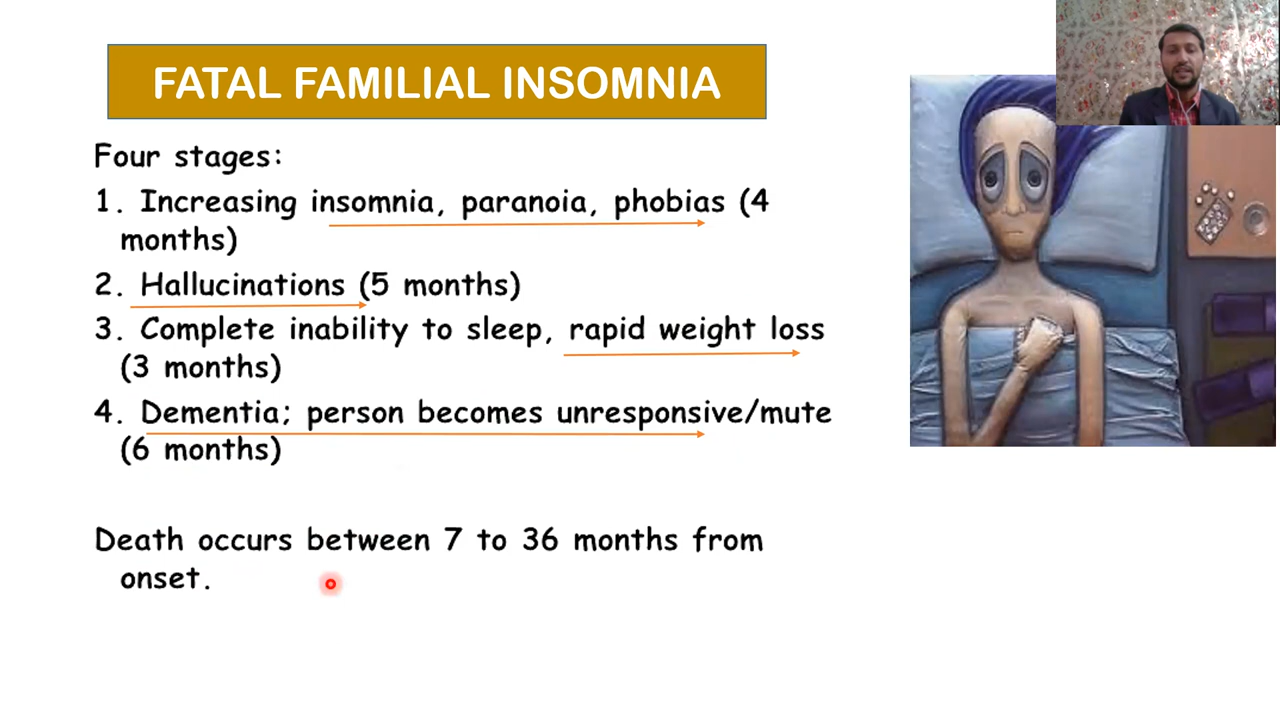 FATAL FAMILIAL INSOMNIA
Four stages:
1. Increasing insomnia, paranoia, phobias (4
months)
2. Hallucinations (5 months)
3. Complete inability to sleep, rapid weight loss
(3 months)
4. Dementia; person becomes unresponsive/mute
(6 months)
Death occurs between 7 to 36 months from
onset.